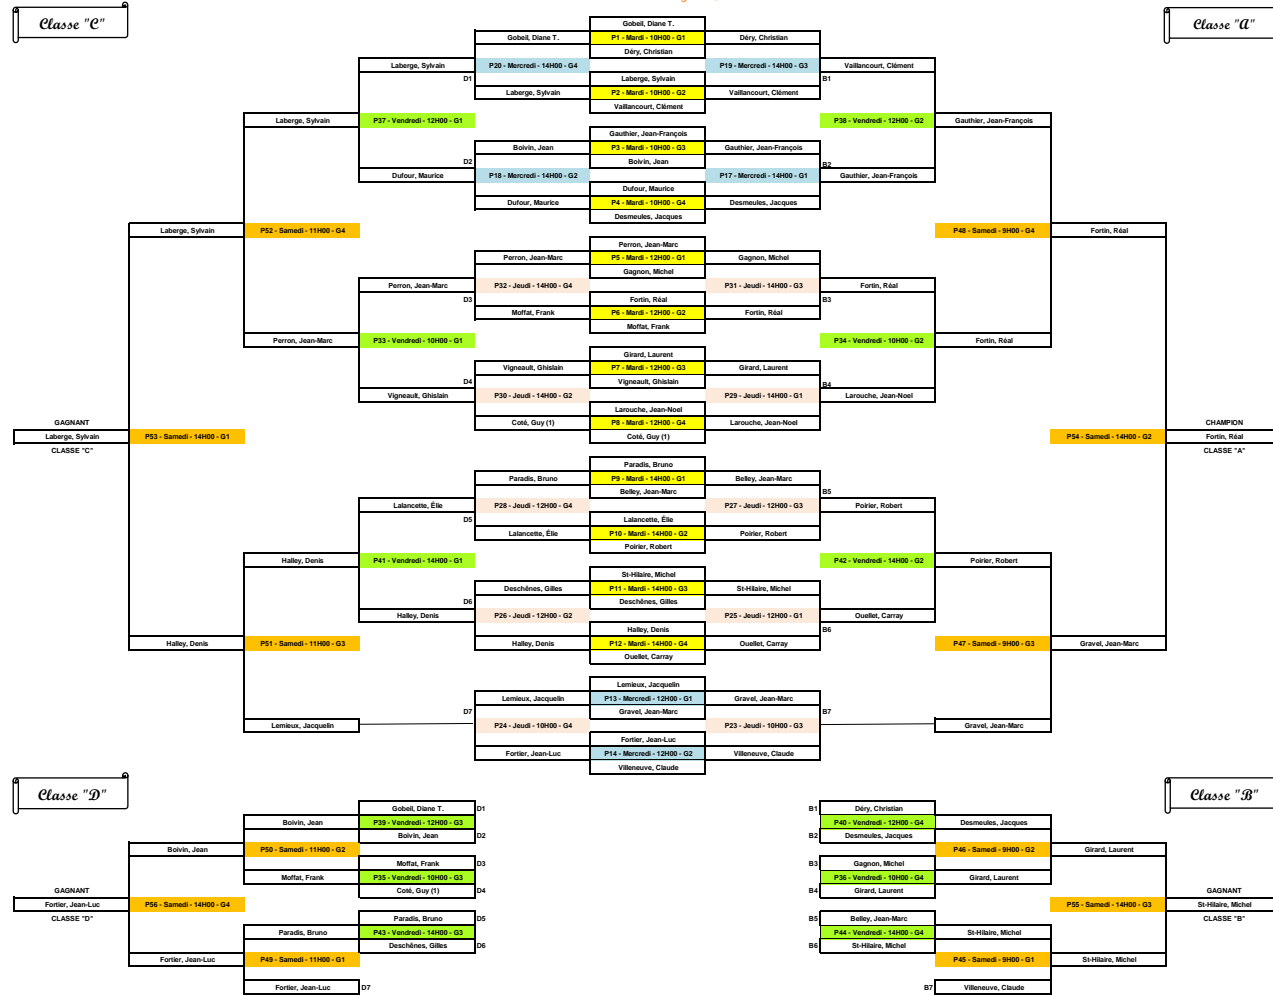 Classe "C"
Classe "A"
Gobeil, Diane T.
Gobeil, Diane T.
P1 - Mardi - 10H00 - G1
Déry, Christian
Déry, Christian
Laberge, Sylvain
P20 - Mercredi - 14H00 - G4
P19 - Mercredi - 14H00 - G3
Vaillancourt, Clément
D1
Laberge, Sylvain
B1
Laberge, Sylvain
P2 - Mardi - 10H00 - G2
Vaillancourt, Clément
Vaillancourt, Clément
Laberge, Sylvain
P37 - Vendredi - 12H00 - G1
P38 - Vendredi - 12H00 - G2
Gauthier, Jean-François
Gauthier, Jean-François
Boivin, Jean
P3 - Mardi - 10H00 - G3
Gauthier, Jean-François
D2
Boivin, Jean
B2
Dufour, Maurice
P18 - Mercredi - 14H00 - G2
P17 - Mercredi - 14H00 - G1
Gauthier, Jean-François
Dufour, Maurice
Dufour, Maurice
P4 - Mardi - 10H00 - G4
Desmeules, Jacques
Desmeules, Jacques
Laberge, Sylvain
P52 - Samedi - 11H00 - G4
P48 - Samedi - 9H00 - G4
Fortin, Réal
Perron, Jean-Marc
Perron, Jean-Marc
P5 - Mardi - 12H00 - G1
Gagnon, Michel
Gagnon, Michel
Perron, Jean-Marc
P32 - Jeudi - 14H00 - G4
P31 - Jeudi - 14H00 - G3
Fortin, Réal
D3
Fortin, Réal
B3
Moffat, Frank
P6 - Mardi - 12H00 - G2
Fortin, Réal
Moffat, Frank
Perron, Jean-Marc
P33 - Vendredi - 10H00 - G1
P34 - Vendredi - 10H00 - G2
Fortin, Réal
Girard, Laurent
Vigneault, Ghislain
P7 - Mardi - 12H00 - G3
Girard, Laurent
D4
Vigneault, Ghislain
B4
Vigneault, Ghislain
P30 - Jeudi - 14H00 - G2
P29 - Jeudi - 14H00 - G1
Larouche, Jean-Noel
Larouche, Jean-Noel
Coté, Guy (1)
P8 - Mardi - 12H00 - G4
Larouche, Jean-Noel
Coté, Guy (1)
GAGNANT
CHAMPION
Laberge, Sylvain
P53 - Samedi - 14H00 - G1
P54 - Samedi - 14H00 - G2
Fortin, Réal
CLASSE "C"
CLASSE "A"
Paradis, Bruno
Paradis, Bruno
P9 - Mardi - 14H00 - G1
Belley, Jean-Marc
Belley, Jean-Marc
B5
Lalancette, Élie
P28 - Jeudi - 12H00 - G4
P27 - Jeudi - 12H00 - G3
Poirier, Robert
D5
Lalancette, Élie
Lalancette, Élie
P10 - Mardi - 14H00 - G2
Poirier, Robert
Poirier, Robert
Halley, Denis
P41 - Vendredi - 14H00 - G1
P42 - Vendredi - 14H00 - G2
Poirier, Robert
St-Hilaire, Michel
Deschênes, Gilles
P11 - Mardi - 14H00 - G3
St-Hilaire, Michel
D6
Deschênes, Gilles
Halley, Denis
P26 - Jeudi - 12H00 - G2
P25 - Jeudi - 12H00 - G1
Ouellet, Carray
Halley, Denis
B6
Halley, Denis
Halley, Denis
P51 - Samedi - 11H00 - G3
P12 - Mardi - 14H00 - G4
Ouellet, Carray
P47 - Samedi - 9H00 - G3
Gravel, Jean-Marc
Ouellet, Carray
Lemieux, Jacquelin
Lemieux, Jacquelin
P13 - Mercredi - 12H00 - G1
Gravel, Jean-Marc
D7
Gravel, Jean-Marc
B7
Lemieux, Jacquelin
P24 - Jeudi - 10H00 - G4
P23 - Jeudi - 10H00 - G3
Gravel, Jean-Marc
Fortier, Jean-Luc
Fortier, Jean-Luc
P14 - Mercredi - 12H00 - G2
Villeneuve, Claude
Villeneuve, Claude
Classe "D"
Classe "B"
Gobeil, Diane T.
D1
B1
Déry, Christian
Boivin, Jean
P39 - Vendredi - 12H00 - G3
P40 - Vendredi - 12H00 - G4
Desmeules, Jacques
Boivin, Jean
D2
B2
Desmeules, Jacques
Boivin, Jean
P50 - Samedi - 11H00 - G2
P46 - Samedi - 9H00 - G2
Girard, Laurent
Moffat, Frank
D3
B3
Gagnon, Michel
Moffat, Frank
P35 - Vendredi - 10H00 - G3
P36 - Vendredi - 10H00 - G4
Girard, Laurent
GAGNANT
Coté, Guy (1)
D4
B4
Girard, Laurent
GAGNANT
Fortier, Jean-Luc
P56 - Samedi - 14H00 - G4
P55 - Samedi - 14H00 - G3
St-Hilaire, Michel
CLASSE "D"
Paradis, Bruno
D5
B5
Belley, Jean-Marc
CLASSE "B"
Paradis, Bruno
P43 - Vendredi - 14H00 - G3
P44 - Vendredi - 14H00 - G4
St-Hilaire, Michel
Deschênes, Gilles
D6
B6
St-Hilaire, Michel
Fortier, Jean-Luc
P49 - Samedi - 11H00 - G1
P45 - Samedi - 9H00 - G1
St-Hilaire, Michel
Fortier, Jean-Luc
D7
B7
Villeneuve, Claude